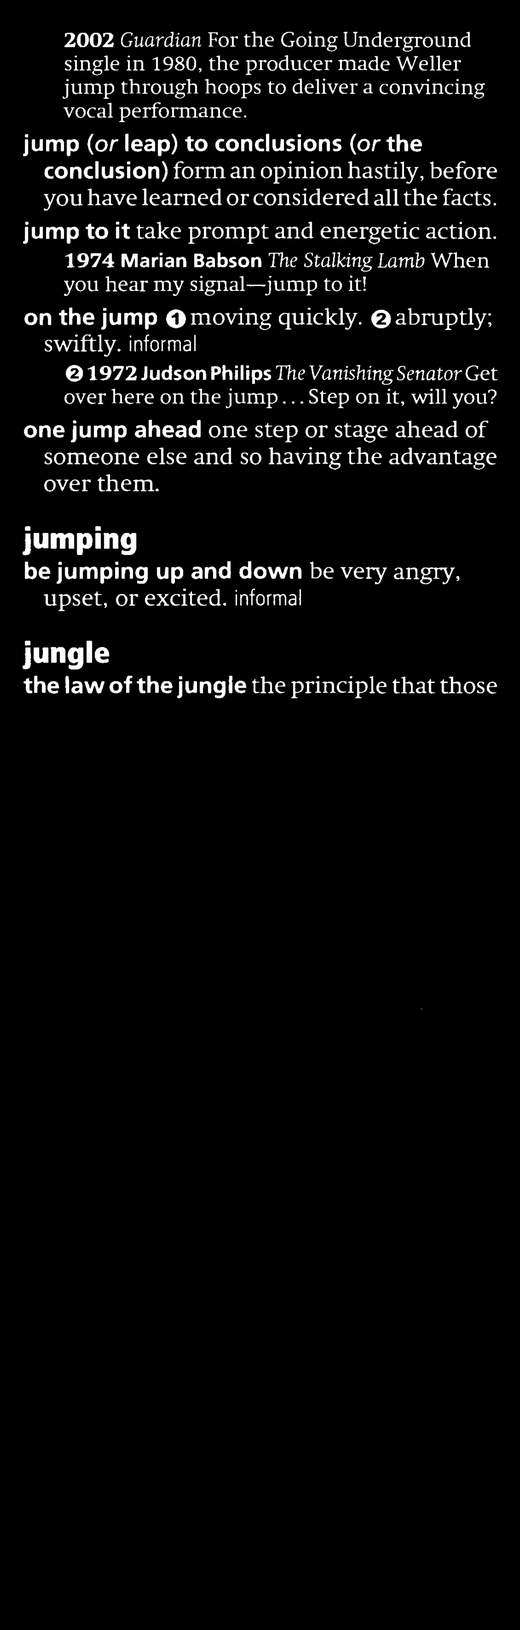 2002 Guardian For the Going Underground
single in 1980, the producer made Weller
jump through hoops to deliver a convincing
vocal performance.
jump (or leap) to conclusions (or the
conclusion) form an opinion hastily, before
you have learned or considered all the facts.
jump to it take prompt and energetic action.
1974 Marian Babson The Stalking Lamb When
you hear my signal—jump to it!
on the jump ❶ moving quickly. ❷ abruptly;
swiftly. informal
❷ 1972 Judson Philips The Vanishing Senator Get
over here on the jump... Step on it, will you?
one jump ahead one step or stage ahead of
someone else and so having the advantage
over them.
jumping
be jumping up and down be very angry,
upset, or excited. informal
jungle
the law of the jungle the principle that those